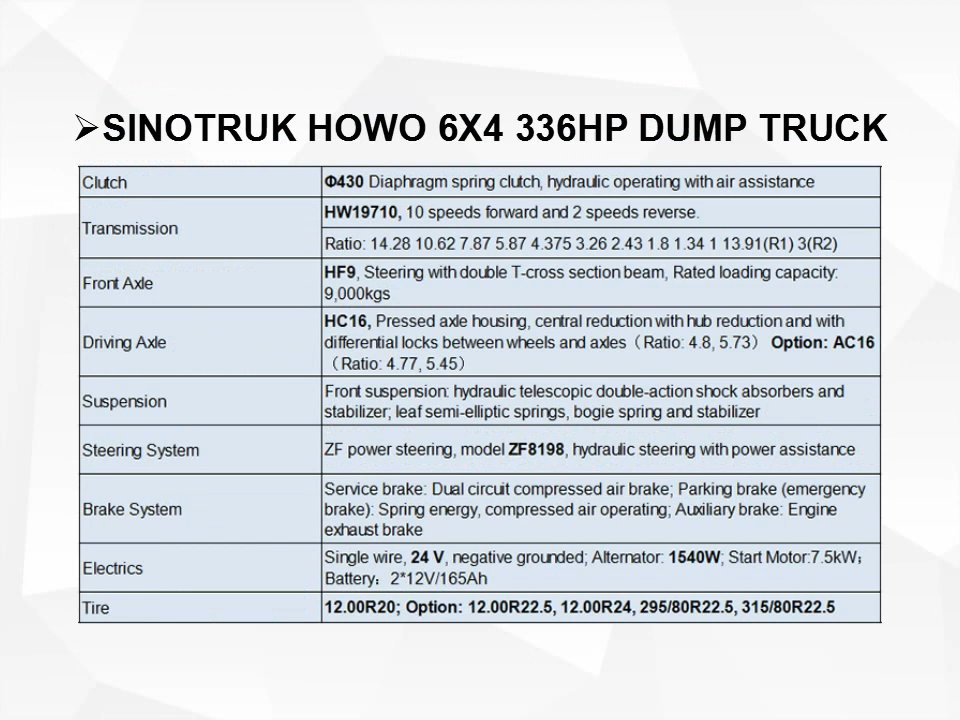 ➢SINOTRUK HOWO 6X4 336HP DUMP TRUCK
Clutch
Φ430 Diaphragm spring clutch, hydraulic operating with air assistance
Transmission
HW19710, 10 speeds forward and 2 speeds reverse.
Ratio: 14.28 10.62 7.87 5.87 4.375 3.26 2.43 1.8 1.34 1 13.91(R1) 3(R2)
Front Axle
HF9, Steering with double T-cross section beam, Rated loading capacity:
9,000kgs
Driving Axle
HC16, Pressed axle housing, central reduction with hub reduction and with
differential locks between wheels and axles（Ratio: 4.8, 5.73） Option: AC16
（Ratio: 4.77, 5.45）
Suspension
Front suspension: hydraulic telescopic double-action shock absorbers and
stabilizer; leaf semi-elliptic springs, bogie spring and stabilizer
Steering System
ZF power steering, model ZF8198, hydraulic steering with power assistance
Brake System
Service brake: Dual circuit compressed air brake; Parking brake (emergency
brake): Spring energy, compressed air operating; Auxiliary brake: Engine
exhaust brake
Electrics
Single wire, 24 V, negative grounded; Alternator: 1540W; Start Motor:7.5kW；
Battery：2*12V/165Ah
Tire
12.00R20; Option: 12.00R22.5, 12.00R24, 295/80R22.5, 315/80R22.5